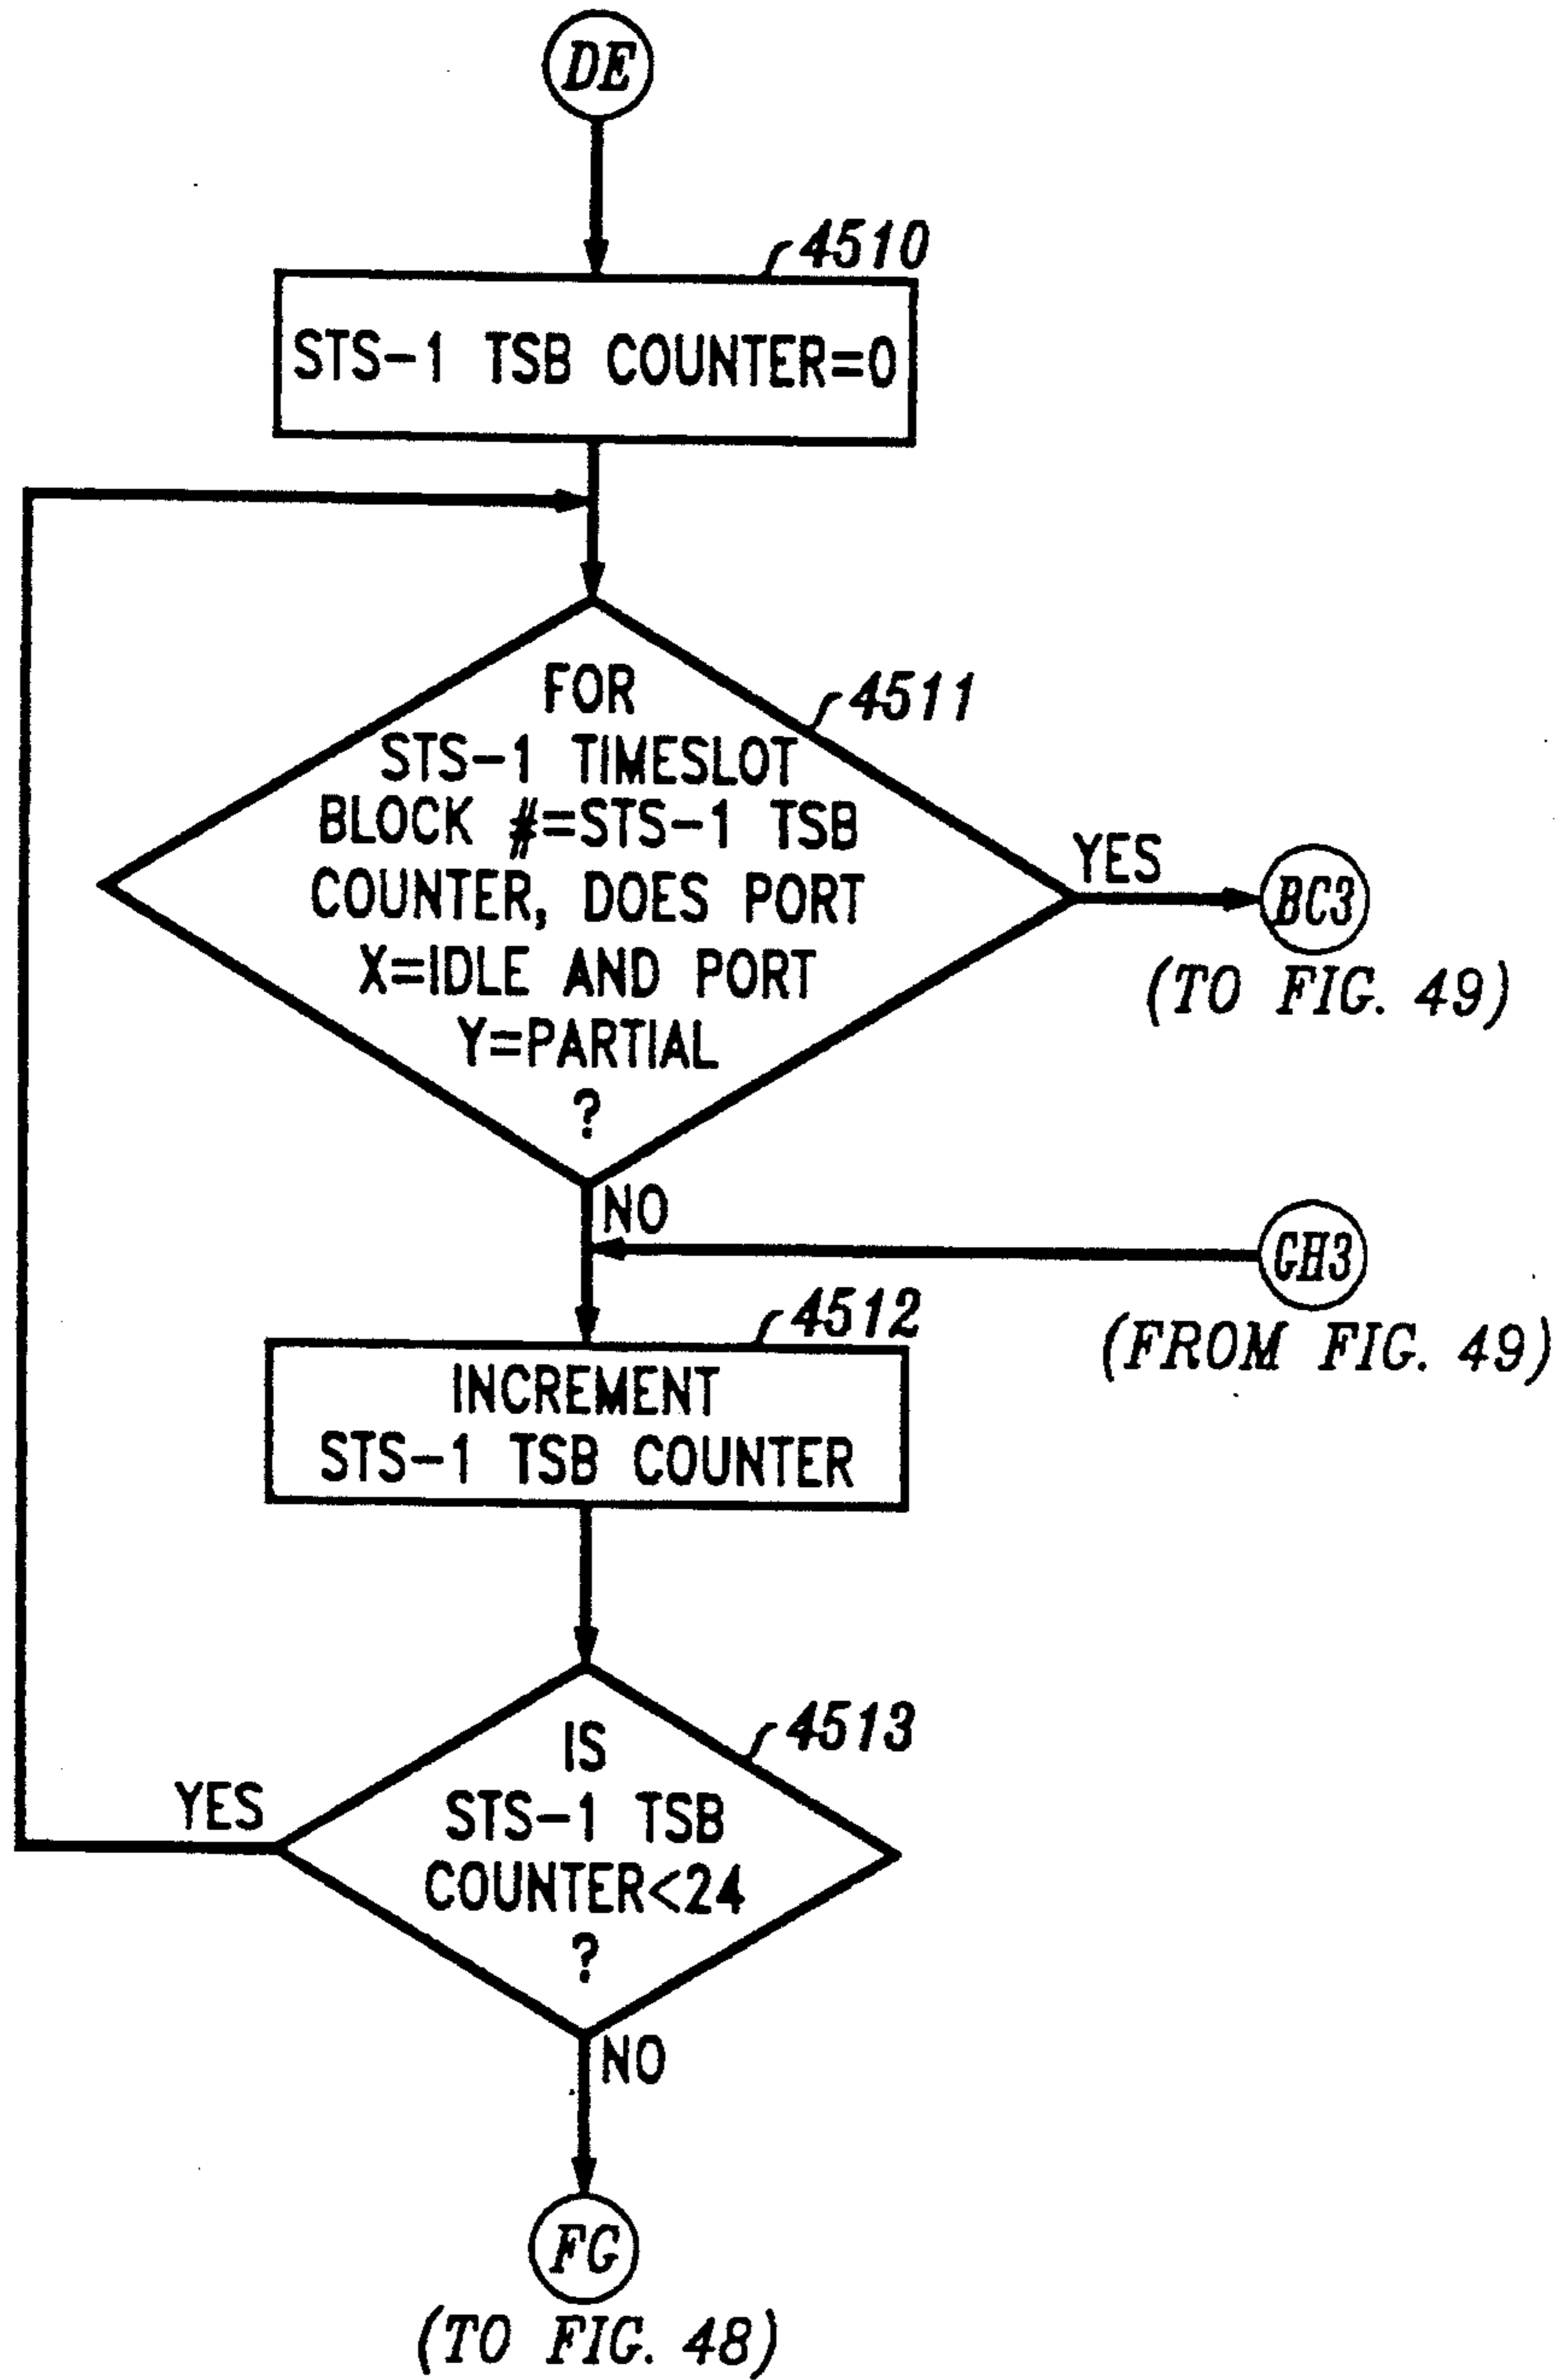 DE
4510
STS-1 TSB COUNTER=0
FOR
4511
STS-1 TIMESLOT
BLOCK #=STS-1 TSB
COUNTER, DOES PORT
X=IDLE AND PORT
Y=PARTIAL
?
YES
BC3
(TO FIG. 49)
NO
GH3
(FROM FIG. 49)
4512
INCREMENT
STS-1 TSB COUNTER
4513
IS
STS-1 TSB
COUNTER<24
?
YES
NO
FG
(TO FIG. 48)